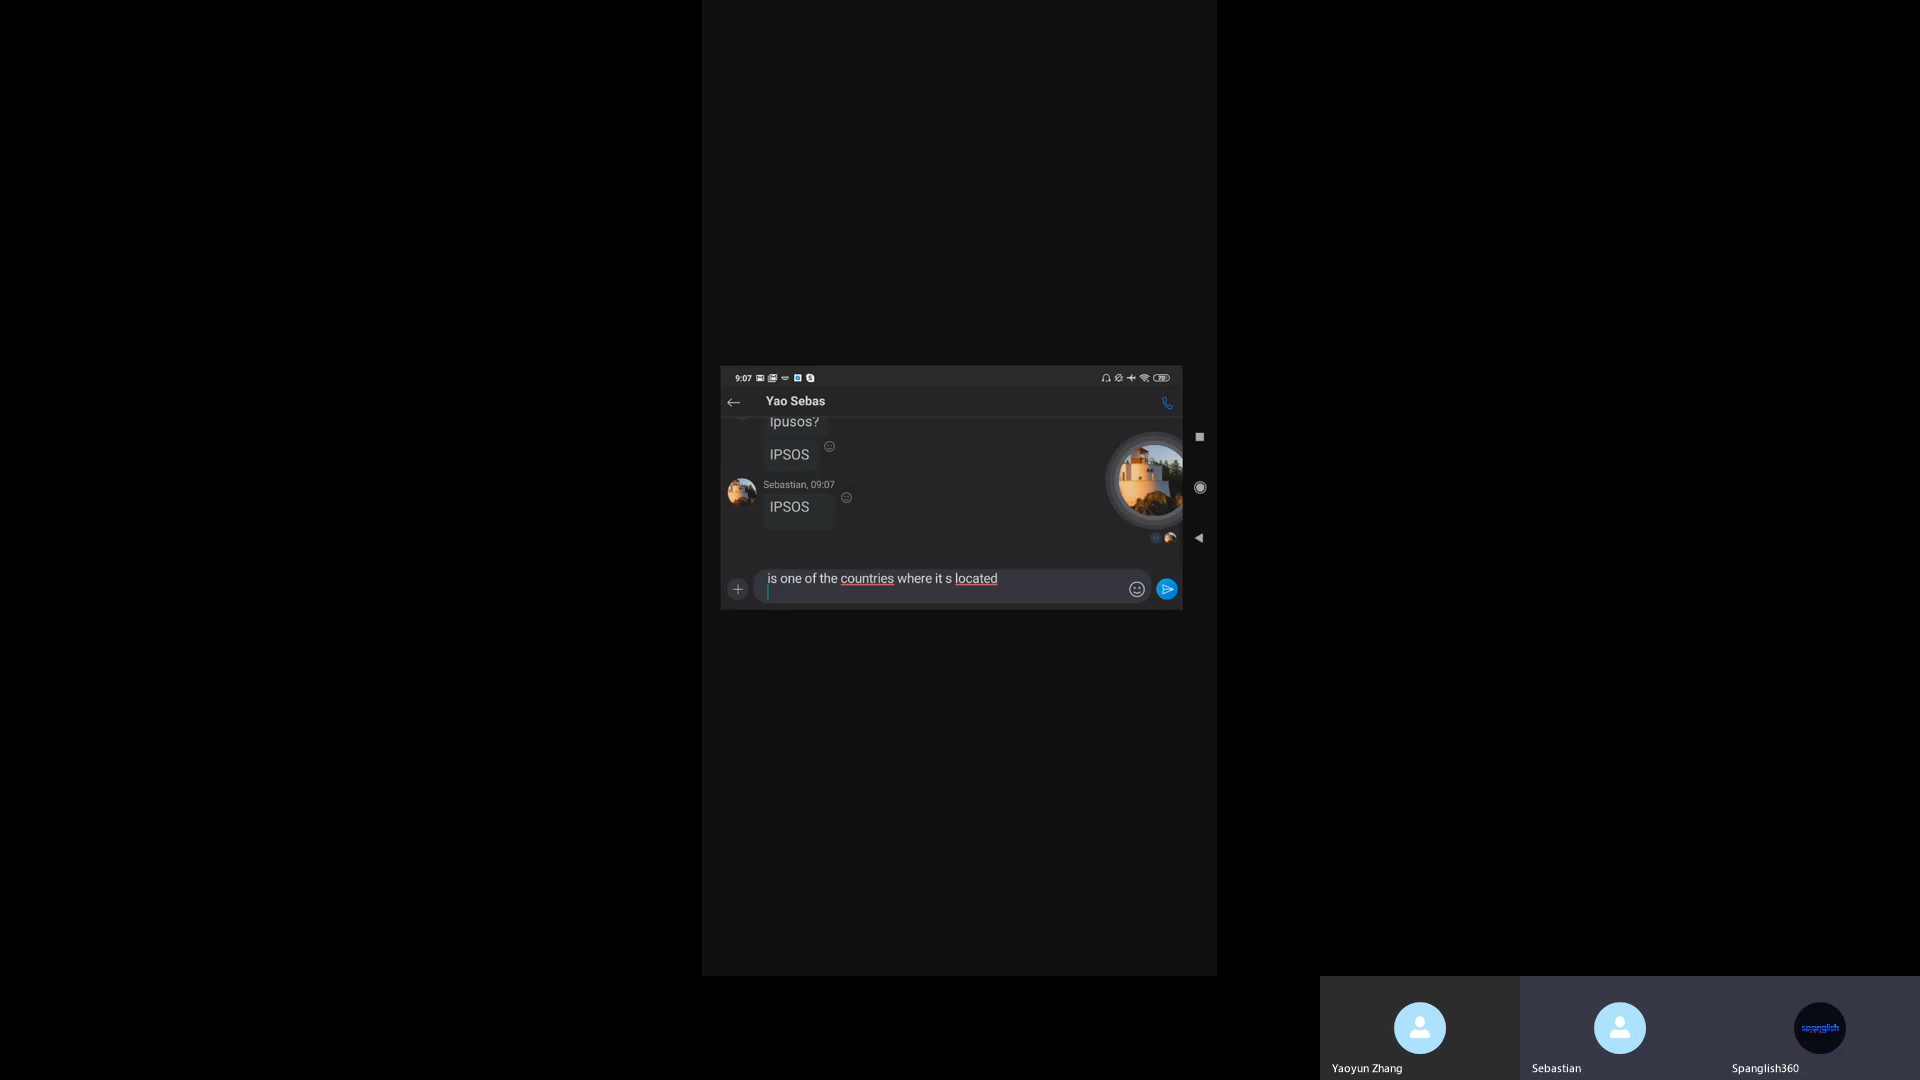 9:07
Yao Sebas
Ipusos?
IPSOS
Sebastian, 09:07
IPSOS
is one of the countries where it s located
Yaoyun Zhang
Sebastian
spanglish
Spanglish360